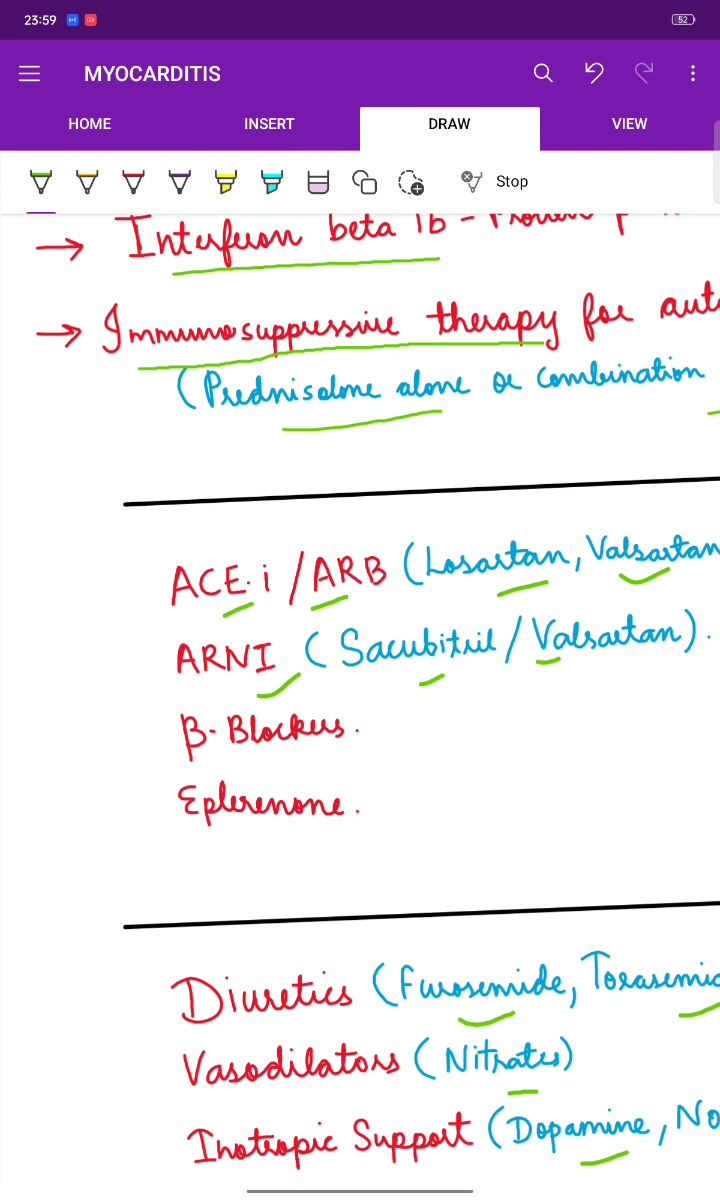 23:59 52
MYOCARDITIS
HOME INSERT DRAW VIEW
Stop
→ Interferon beta 1b -
→ Immunosuppressive therapy for aut
(Prednisolone alone or combination
ACE.i / ARB (Losartan, Valsartan
ARNI (Sacubitril / Valsartan).
β-Blockers.
Eplerenone.
Diuretics (Furosemide, Torasemid
Vasodilators (Nitrates)
Inotropic Support (Dopamine, No